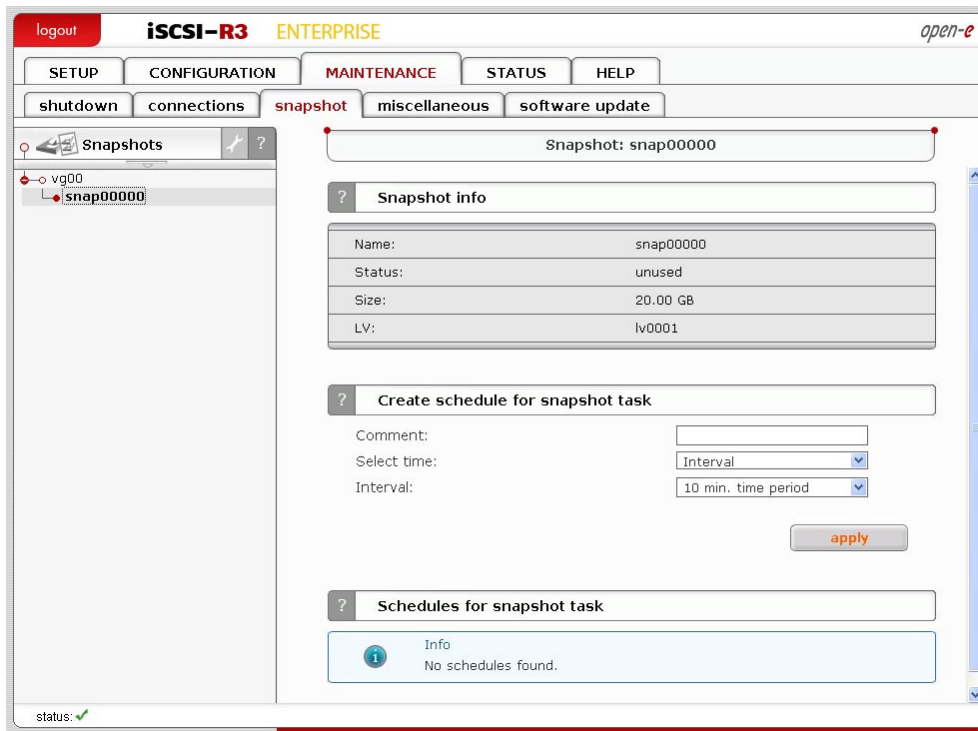 logout iSCSI-R3 ENTERPRISE open-e
SETUP CONFIGURATION MAINTENANCE STATUS HELP
shutdown connections snapshot miscellaneous software update
Snapshots ?
vg00
snap00000
Snapshot: snap00000
? Snapshot info
Name: snap00000
Status: unused
Size: 20.00 GB
LV: lv0001
? Create schedule for snapshot task
Comment:
Select time: Interval
Interval: 10 min. time period
apply
? Schedules for snapshot task
Info
No schedules found.
status: